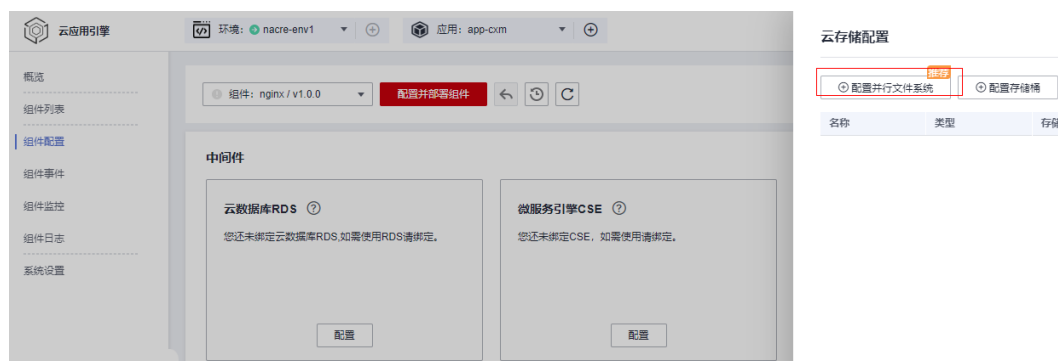 云应用引擎
环境: nacre-env1
应用: app-cxm
概览
组件列表
组件配置
组件事件
组件监控
组件日志
系统设置
组件: nginx / v1.0.0
配置并部署组件
中间件
云数据库RDS
您还未绑定云数据库RDS,如需使用RDS请绑定。
配置
微服务引擎CSE
您还未绑定CSE，如需使用请绑定。
配置
云存储配置
推荐
配置并行文件系统
配置存储桶
名称 类型 存储